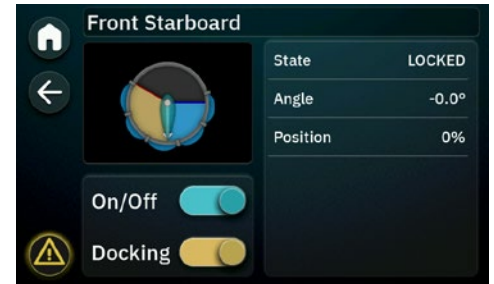 Front Starboard
State LOCKED
Angle -0.0°
Position 0%
On/Off
Docking